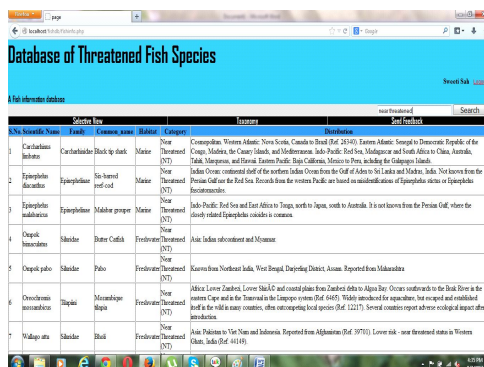 Firefox
page
localhost/fishdb/fishinfo.php
Google
Database of Threatened Fish Species
Sweeti Sah
A Fish information database
near threatened
Search
Selective View
Taxonomy
Send Feedback
S.No. Scientific Name Family Common_name Habitat Category Distribution
1 Carcharhinus limbatus Carcharhinidae Black tip shark Marine Near Threatened (NT) Cosmopolitan. Western Atlantic: Nova Scotia, Canada to Brazil (Ref. 26340). Eastern Atlantic: Senegal to Democratic Republic of the
Congo, Madeira, the Canary Islands, and Mediterranean. Indo-Pacific: Red Sea, Madagascar and South Africa to China, Australia,
Tahiti, Marquesas, and Hawaii. Eastern Pacific: Baja California, Mexico to Peru, including the Galapagos Islands.
2 Epinephelus diacanthus Epinephelinae Six-barred reef-cod Marine Near Threatened (NT) Indian Ocean: continental shelf of the northern Indian Ocean from the Gulf of Aden to Sri Lanka and Madras, India. Not known from the
Persian Gulf nor the Red Sea. Records from the western Pacific are based on misidentifications of Epinephelus stictus or Epinephelus
fasciatomaculos.
3 Epinephelus malabaricus Epinephelinae Malabar grouper Marine Near Threatened (NT) Indo-Pacific: Red Sea and East Africa to Tonga, north to Japan, south to Australia. It is not known from the Persian Gulf, where the
closely related Epinephelus coioides is common.
4 Ompok bimaculatus Siluridae Butter Catfish Freshwater Near Threatened (NT) Asia: Indian subcontinent and Myanmar.
5 Ompok pabo Siluridae Pabo Freshwater Near Threatened (NT) Known from Northeast India, West Bengal, Darjeeling District, Assam. Reported from Maharashtra
6 Oreochromis mossambicus Tilapiini Mozambique tilapia Freshwater Near Threatened (NT) Africa: Lower Zambezi, Lower Shiré and coastal plains from Zambezi delta to Algoa Bay. Occurs southwards to the Brak River in the
eastern Cape and in the Transvaal in the Limpopo system (Ref. 6465). Widely introduced for aquaculture, but escaped and established
itself in the wild in many countries, often outcompeting local species (Ref. 12217). Several countries report adverse ecological impact after
introduction.
7 Wallago attu Siluridae Bholi Freshwater Near Threatened (NT) Asia: Pakistan to Viet Nam and Indonesia. Reported from Afghanistan (Ref. 39701). Lower risk - near threatened status in Western
Ghats, India (Ref. 44149).
4:35 PM